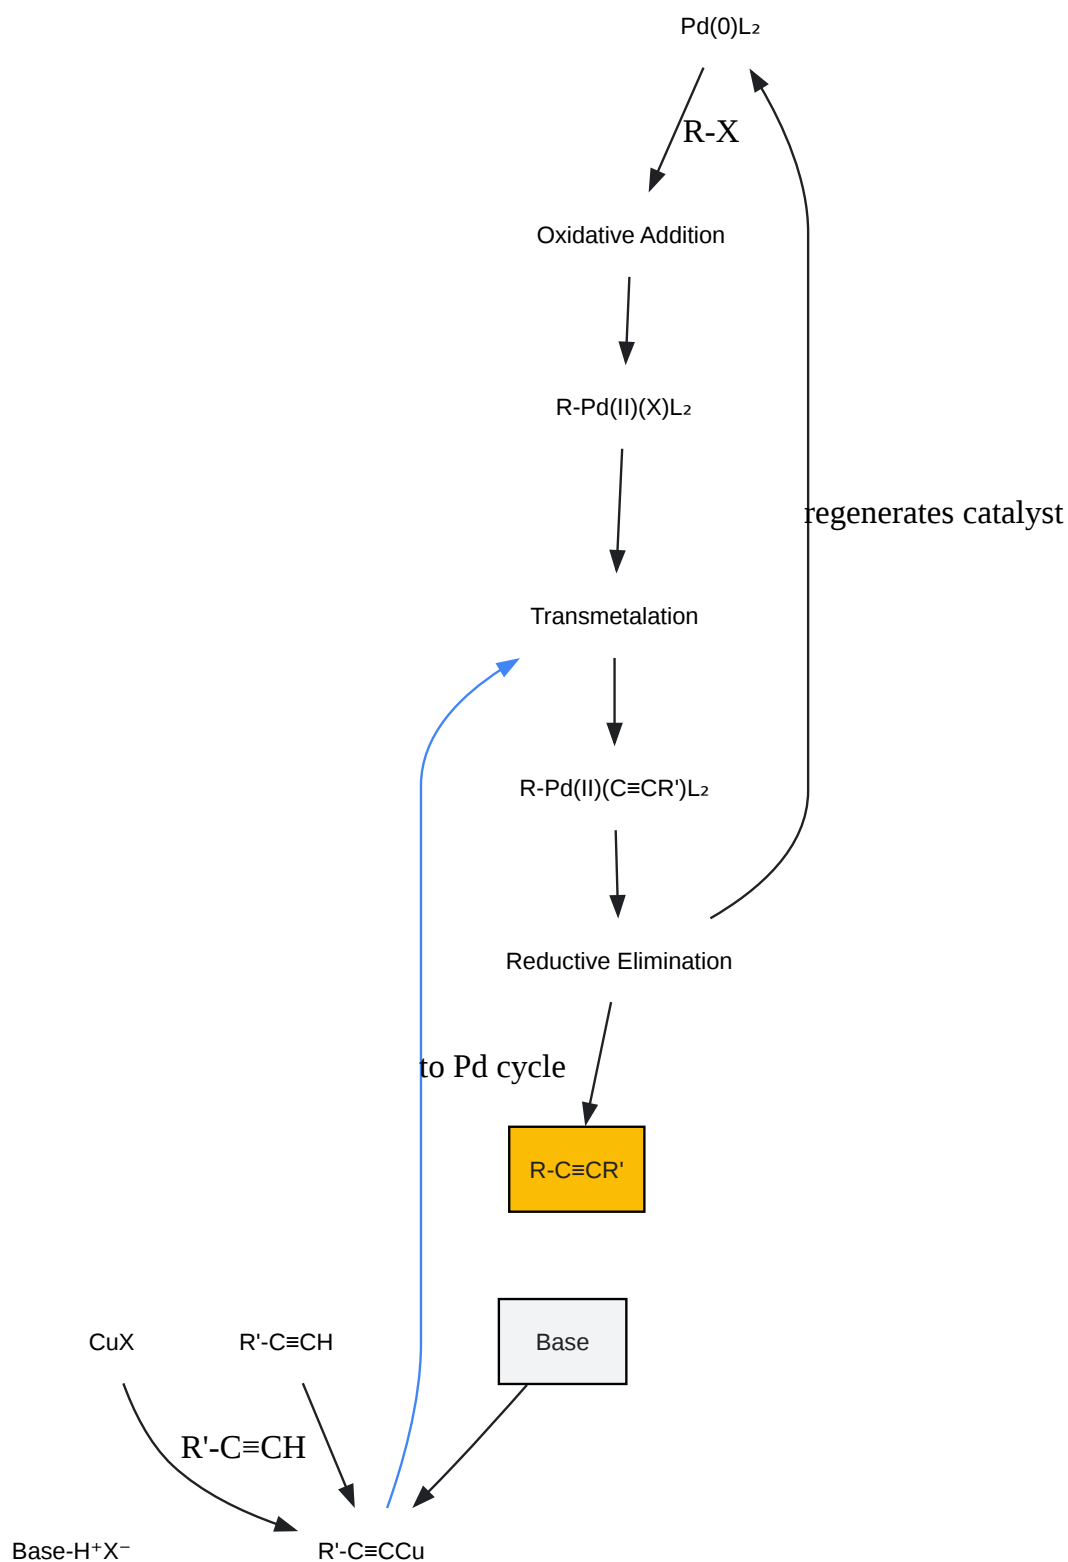 Pd(0)L₂
R-X
Oxidative Addition
R-Pd(II)(X)L₂
regenerates catalyst
Transmetalation
R-Pd(II)(C≡CR')L₂
Reductive Elimination
to Pd cycle
R-C≡CR'
CuX
R'-C≡CH
Base
R'-C≡CH
Base-H⁺X⁻
R'-C≡CCu